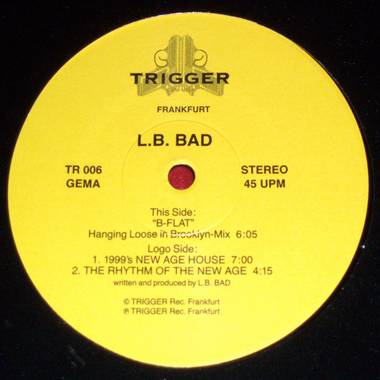 TRIGGER
FRANKFURT
L.B. BAD
TR 006 STEREO
GEMA 45 UPM
This Side:
"B-FLAT"
Hanging Loose in Brooklyn-Mix 6:05
Logo Side:
1. 1999's NEW AGE HOUSE 7:00
2. THE RHYTHM OF THE NEW AGE 4:15
written and produced by L.B. BAD
© TRIGGER Rec. Frankfurt
℗ TRIGGER Rec. Frankfurt